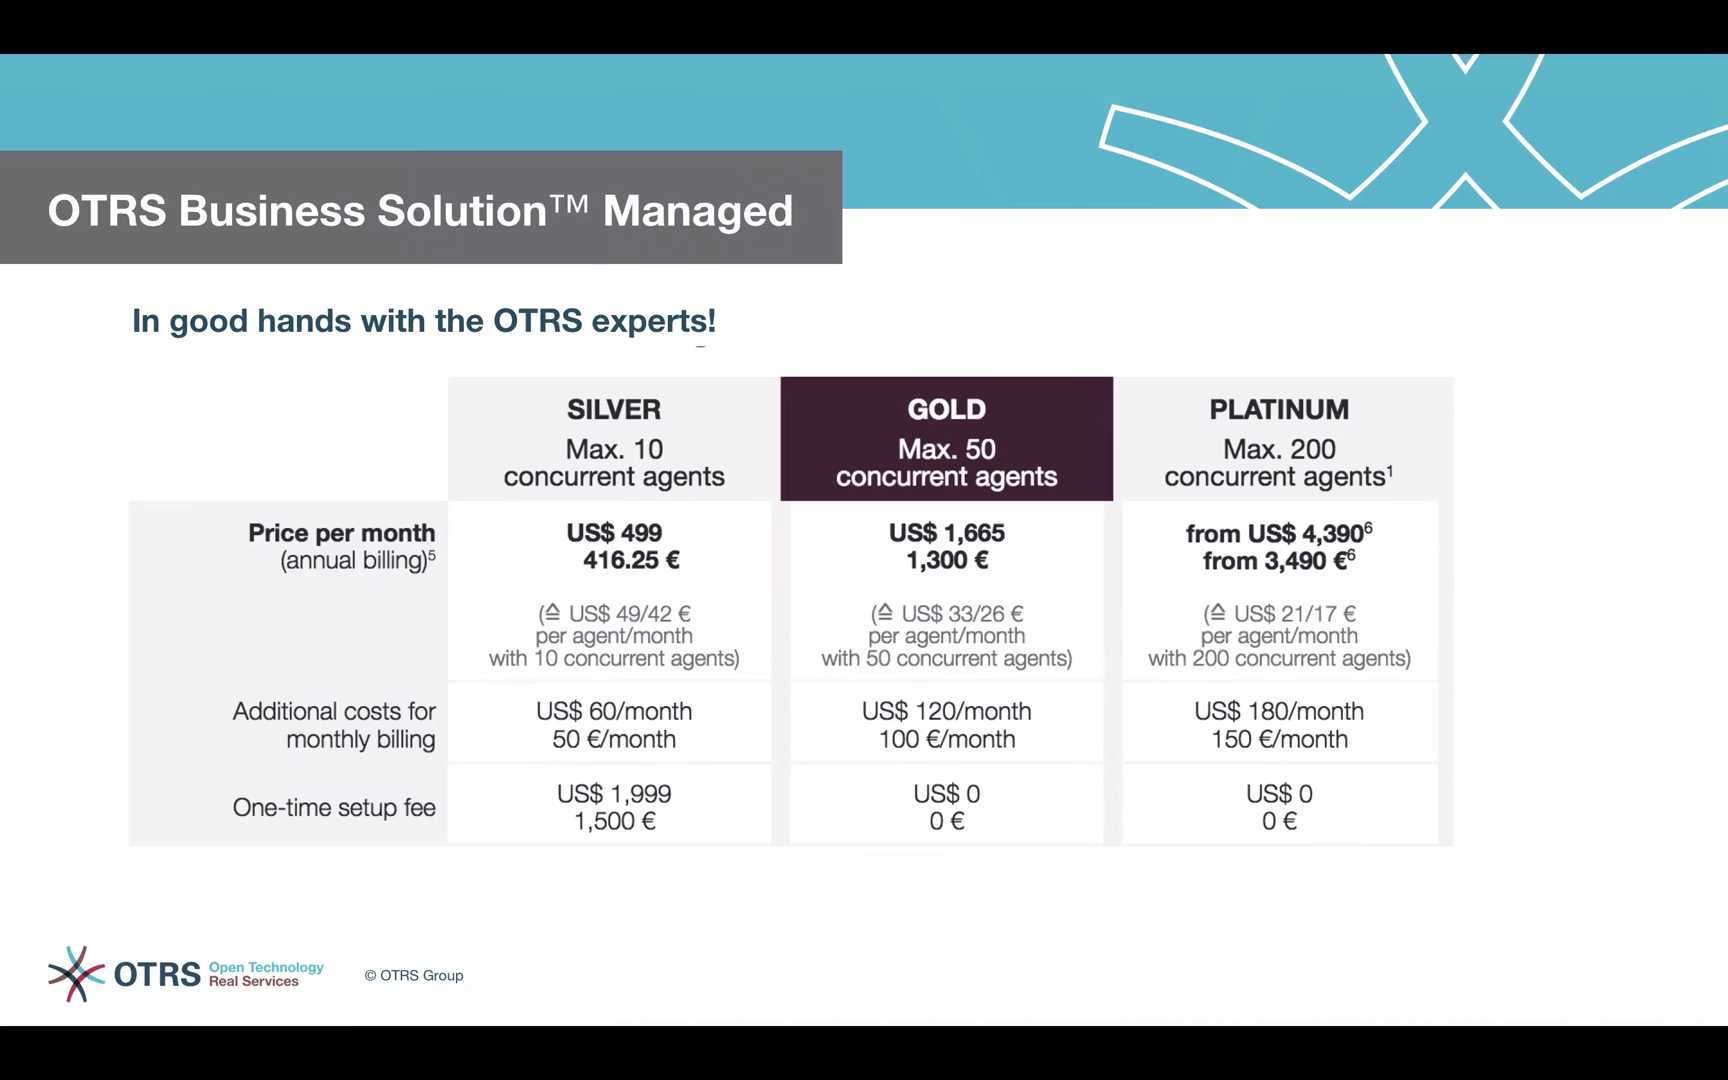 OTRS Business Solution™ Managed
In good hands with the OTRS experts!
SILVER
Max. 10
concurrent agents
GOLD
Max. 50
concurrent agents
PLATINUM
Max. 200
concurrent agents¹
Price per month
(annual billing)⁵
US$ 499
416.25 €
(≙ US$ 49/42 €
per agent/month
with 10 concurrent agents)
US$ 1,665
1,300 €
(≙ US$ 33/26 €
per agent/month
with 50 concurrent agents)
from US$ 4,390⁶
from 3,490 €⁶
(≙ US$ 21/17 €
per agent/month
with 200 concurrent agents)
Additional costs for
monthly billing
US$ 60/month
50 €/month
US$ 120/month
100 €/month
US$ 180/month
150 €/month
One-time setup fee
US$ 1,999
1,500 €
US$ 0
0 €
US$ 0
0 €
OTRS
Open Technology
Real Services
© OTRS Group